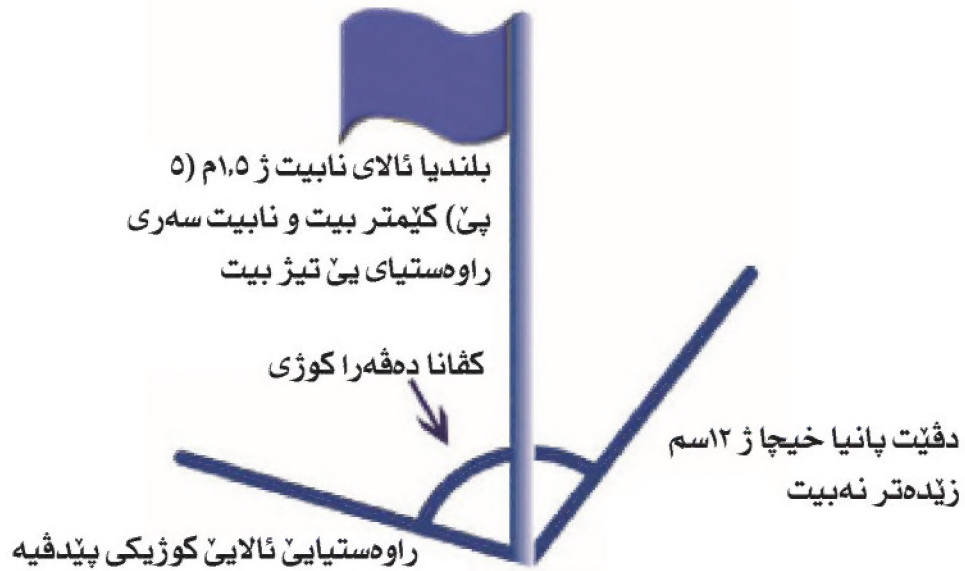 بلندیا ئالای نابیت ژ ١،٥م (٥
پێ) کێمتر بیت و نابیت سەری
راوەستیای یێ تیژ بیت
کڤانا دەڤەرا کوژی
دڤێت پانیا خیچا ژ ١٢سم
زێدەتر نەبیت
راوەستیایێ ئالایێ کوژیکی پێدڤیە